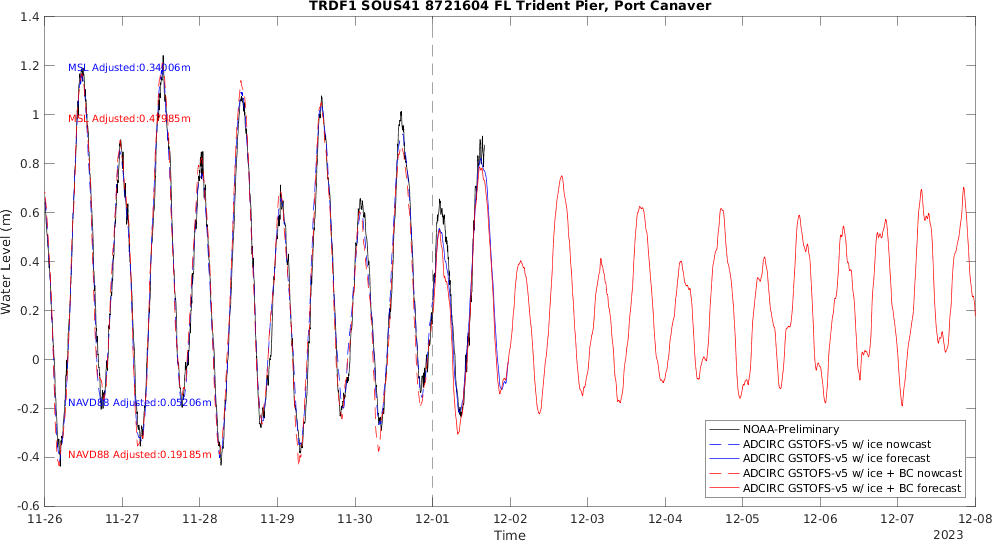 TRDF1 SOUS41 8721604 FL Trident Pier, Port Canaver
1.4
1.2
1
0.8
0.6
0.4
0.2
0
-0.2
-0.4
-0.6
Water Level (m)
MSL Adjusted:0.34006m
MSL Adjusted:0.47985m
NAVD88 Adjusted:0.05206m
NAVD88 Adjusted:0.19185m
NOAA-Preliminary
ADCIRC GSTOFS-v5 w/ ice nowcast
ADCIRC GSTOFS-v5 w/ ice forecast
ADCIRC GSTOFS-v5 w/ ice + BC nowcast
ADCIRC GSTOFS-v5 w/ ice + BC forecast
11-26 11-27 11-28 11-29 11-30 12-01 12-02 12-03 12-04 12-05 12-06 12-07 12-08
Time
2023